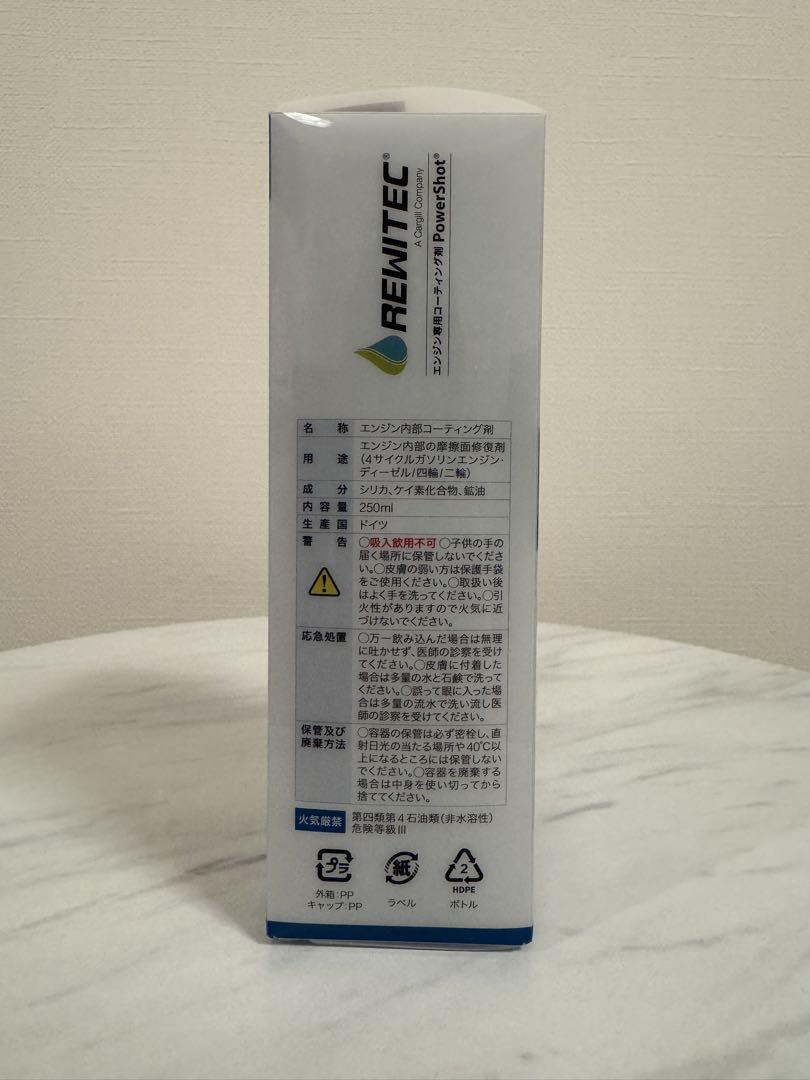 REWITEC®
A Cargill Company
エンジン専用コーティング剤 PowerShot®
名称 エンジン内部コーティング剤
用途 エンジン内部の摩擦面修復剤
(4サイクルガソリンエンジン・
ディーゼル/四輪/二輪)
成分 シリカ、ケイ素化合物、鉱油
内容量 250ml
生産国 ドイツ
警告 ○吸入飲用不可 ○子供の手の
届く場所に保管しないでくださ
い。○皮膚の弱い方は保護手袋
をご使用ください。○取扱い後
はよく手を洗ってください。○引
火性がありますので火気に近
づけないでください。
応急処置 ○万一飲み込んだ場合は無理
に吐かせず、医師の診察を受け
てください。○皮膚に付着した
場合は多量の水と石鹸で洗って
ください。○誤って眼に入った場
合は多量の流水で洗い流し医
師の診察を受けてください。
保管及び
廃棄方法
○容器の保管は必ず密栓し、直
射日光の当たる場所や40℃以
上になるところには保管しない
でください。○容器を廃棄する
場合は中身を使い切ってから
捨ててください。
火気厳禁 第四類第4石油類(非水溶性)
危険等級Ⅲ
プラ 紙 2
HDPE
外箱:PP
キャップ:PP
ラベル
ボトル